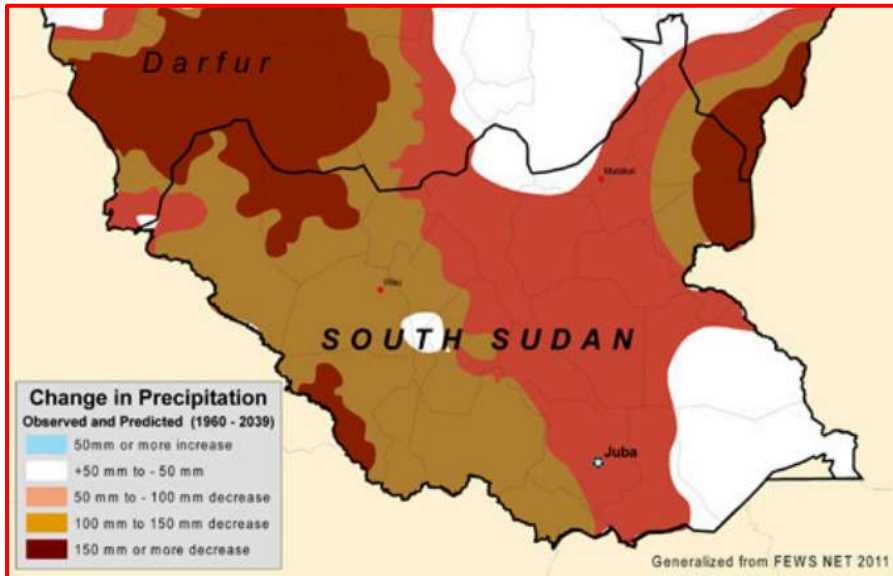 Darfur
Malakal
Wau
SOUTH SUDAN
Juba
Change in Precipitation
Observed and Predicted (1960 - 2039)
50mm or more increase
+50 mm to - 50 mm
50 mm to - 100 mm decrease
100 mm to 150 mm decrease
150 mm or more decrease
Generalized from FEWS NET 2011